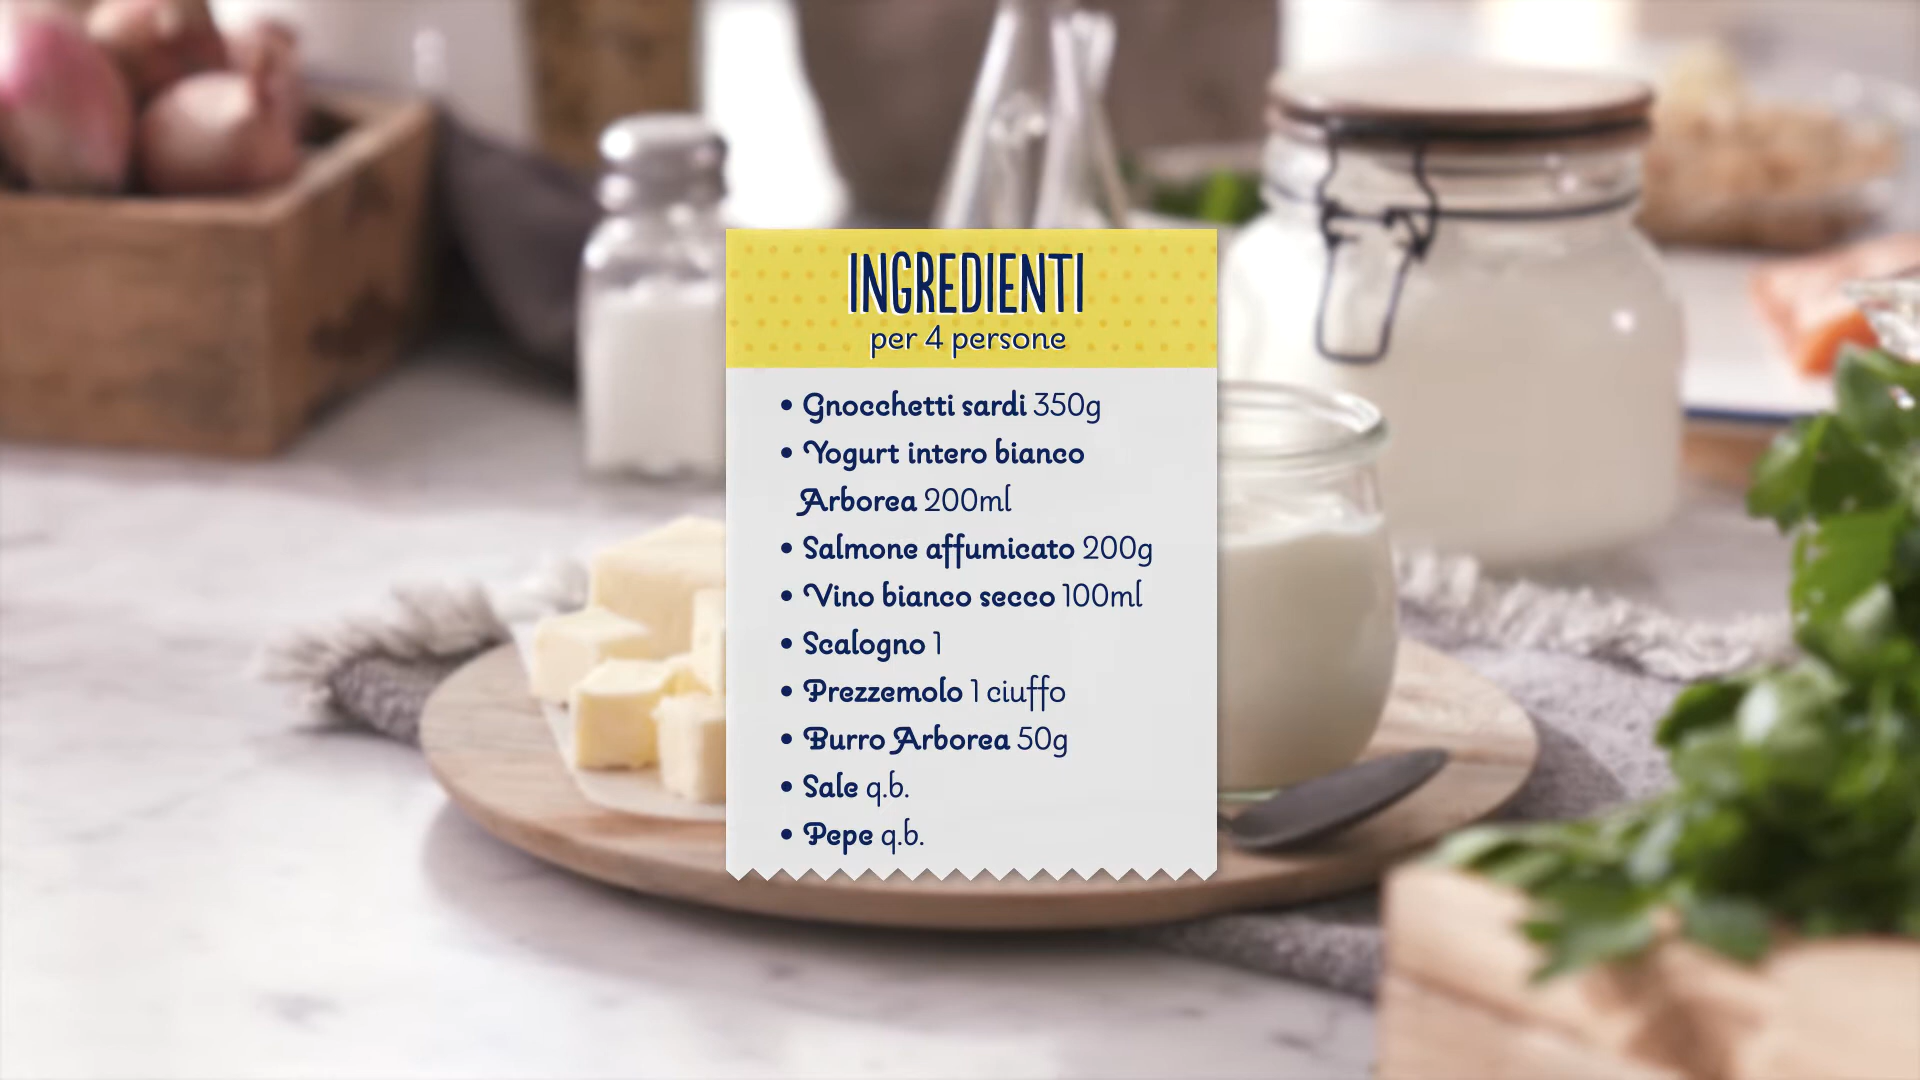 INGREDIENTI
per 4 persone
• Gnocchetti sardi 350g
• Yogurt intero bianco
Arborea 200ml
• Salmone affumicato 200g
• Vino bianco secco 100ml
• Scalogno 1
• Prezzemolo 1 ciuffo
• Burro Arborea 50g
• Sale q.b.
• Pepe q.b.